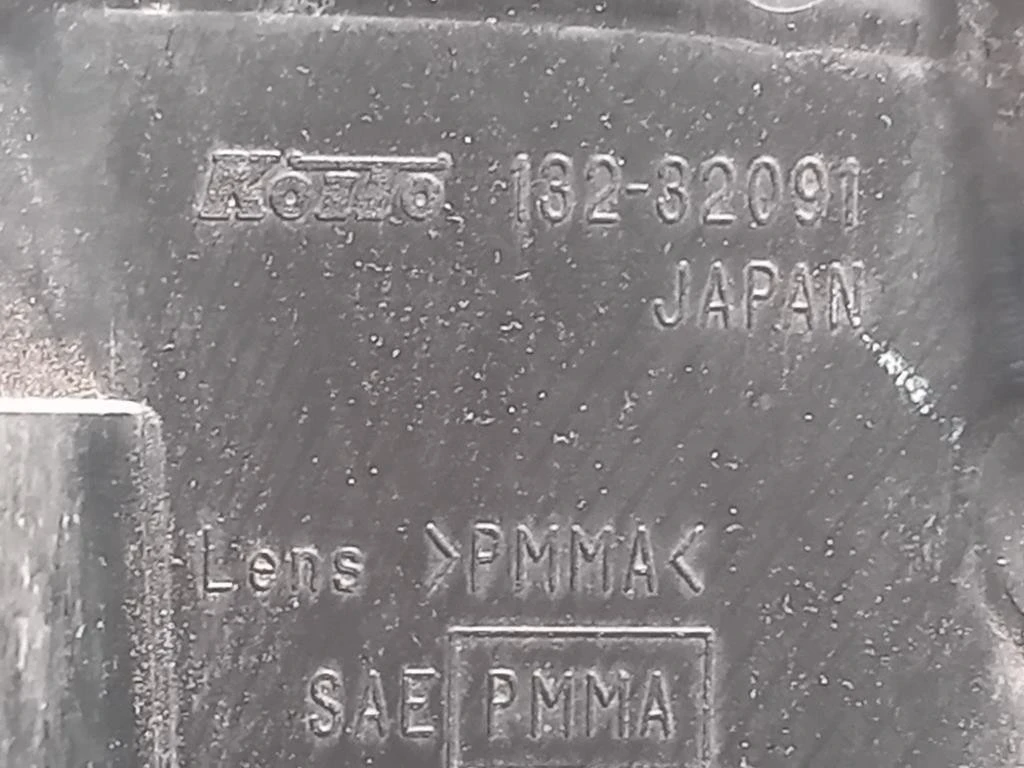 KOITO 132-32091
JAPAN
Lens >PMMA<
SAE PMMA